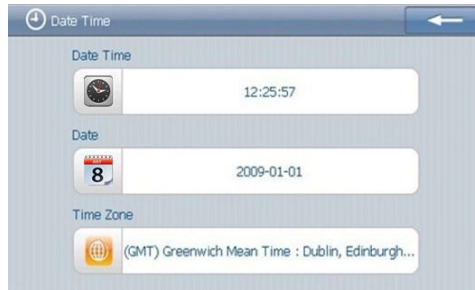 Date Time
Date Time
12:25:57
Date
8
2009-01-01
Time Zone
(GMT) Greenwich Mean Time : Dublin, Edinburgh...